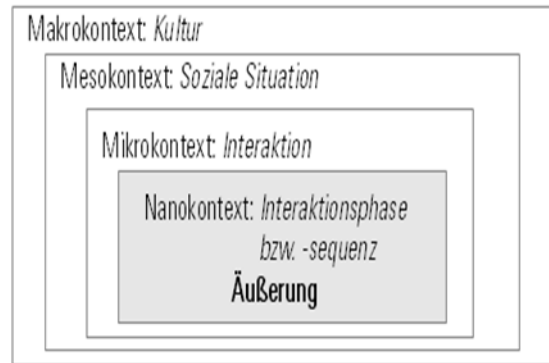 Makrokontext: Kultur
Mesokontext: Soziale Situation
Mikrokontext: Interaktion
Nanokontext: Interaktionsphase
bzw. -sequenz
Äußerung